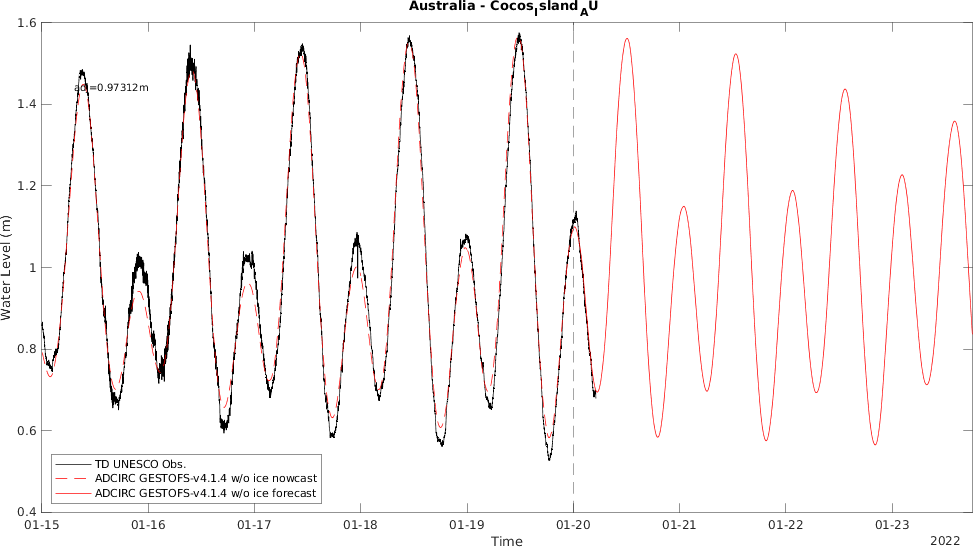 Australia - Cocos_Island_AU
1.6
1.4
1.2
1
0.8
0.6
0.4
Water Level (m)
adj=0.97312m
TD UNESCO Obs.
ADCIRC GESTOFS-v4.1.4 w/o ice nowcast
ADCIRC GESTOFS-v4.1.4 w/o ice forecast
01-15 01-16 01-17 01-18 01-19 01-20 01-21 01-22 01-23
Time
2022